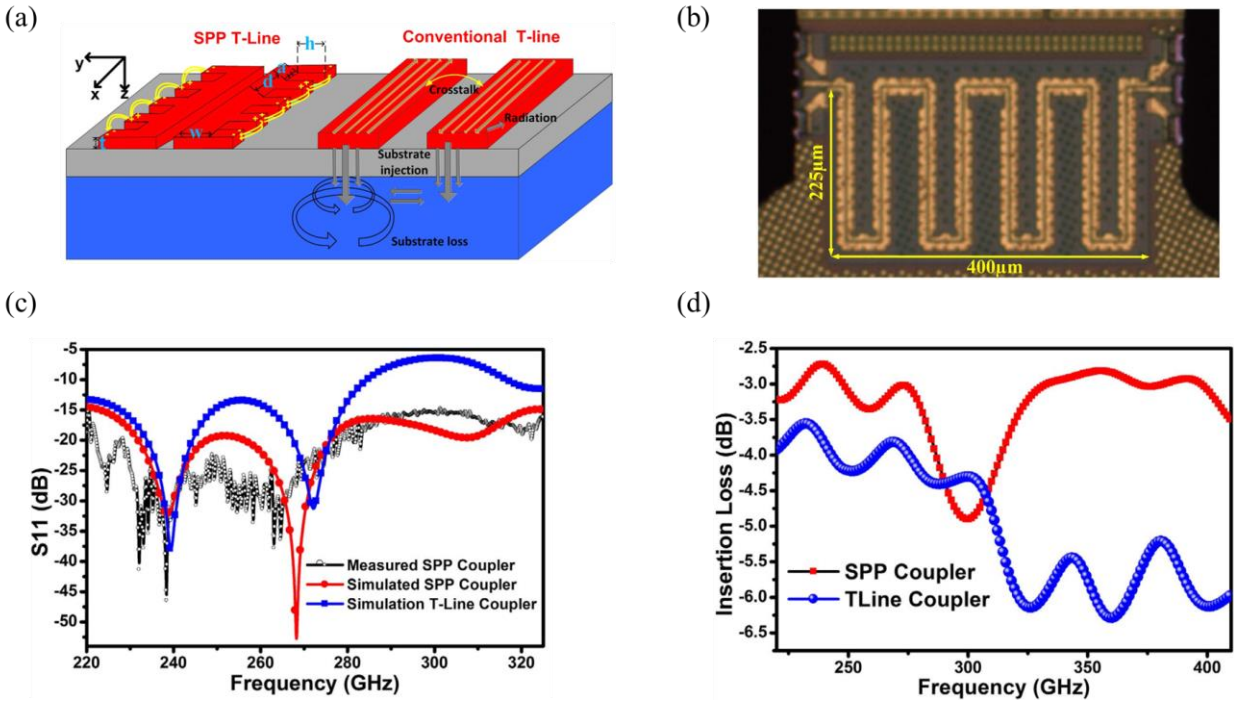 (a)
SPP T-Line
Conventional T-line
h
y
x
z
a
d
w
t
Crosstalk
Radiation
Substrate
injection
Substrate loss
(b)
225µm
400µm
(c)
S11 (dB)
-5
-10
-15
-20
-25
-30
-35
-40
-45
-50
Measured SPP Coupler
Simulated SPP Coupler
Simulation T-Line Coupler
220 240 260 280 300 320
Frequency (GHz)
(d)
Insertion Loss (dB)
-2.5
-3.0
-3.5
-4.0
-4.5
-5.0
-5.5
-6.0
-6.5
SPP Coupler
TLine Coupler
250 300 350 400
Frequency (GHz)